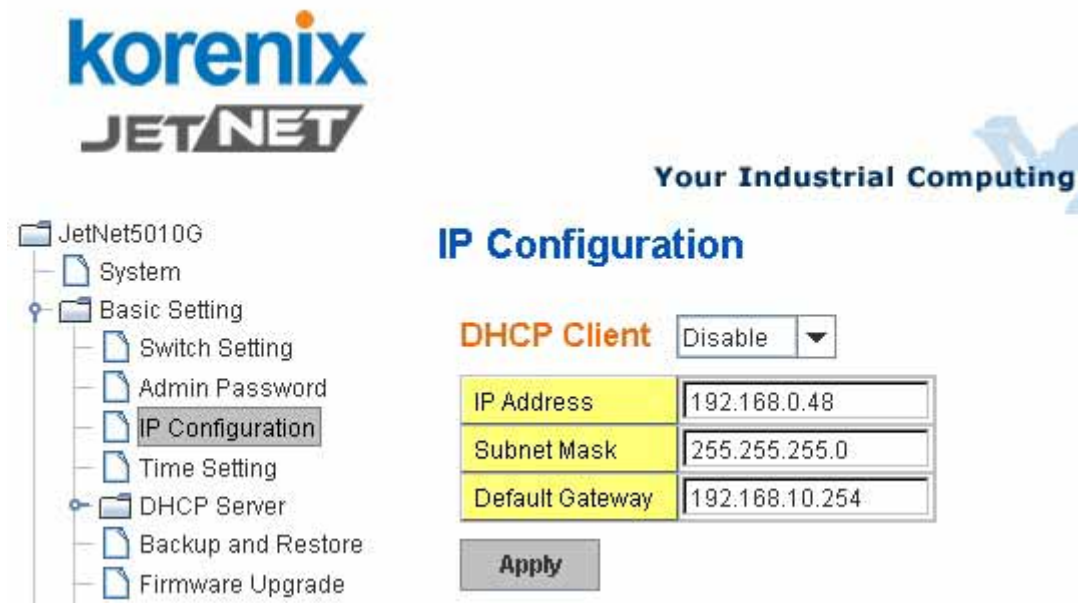 korenix
JETNET
Your Industrial Computing
JetNet5010G
System
Basic Setting
Switch Setting
Admin Password
IP Configuration
Time Setting
DHCP Server
Backup and Restore
Firmware Upgrade
IP Configuration
DHCP Client Disable
IP Address 192.168.0.48
Subnet Mask 255.255.255.0
Default Gateway 192.168.10.254
Apply